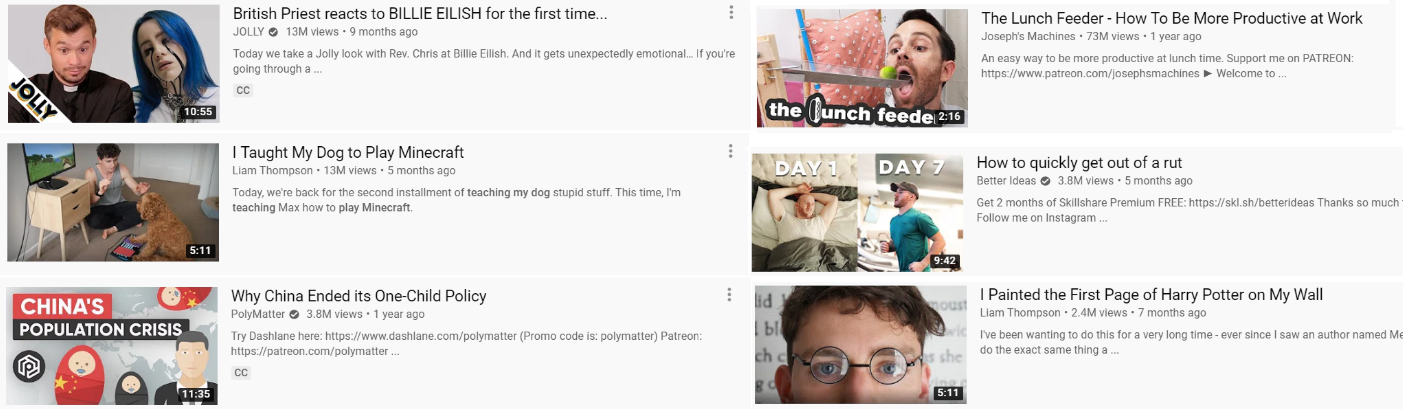 British Priest reacts to BILLIE EILISH for the first time...
JOLLY 13M views • 9 months ago
Today we take a Jolly look with Rev. Chris at Billie Eilish. And it gets unexpectedly emotional... If you're
going through a ...
CC
JOLLY
10:55
I Taught My Dog to Play Minecraft
Liam Thompson • 13M views • 5 months ago
Today, we're back for the second installment of teaching my dog stupid stuff. This time, I'm
teaching Max how to play Minecraft.
5:11
CHINA'S
POPULATION CRISIS
11:35
Why China Ended its One-Child Policy
PolyMatter 3.8M views • 1 year ago
Try Dashlane here: https://www.dashlane.com/polymatter (Promo code is: polymatter) Patreon:
https://patreon.com/polymatter ...
CC
the lunch feede
2:16
The Lunch Feeder - How To Be More Productive at Work
Joseph's Machines • 73M views • 1 year ago
An easy way to be more productive at lunch time. Support me on PATREON:
https://www.patreon.com/josephsmachines ► Welcome to ...
DAY 1 DAY 7
9:42
How to quickly get out of a rut
Better Ideas 3.8M views • 5 months ago
Get 2 months of Skillshare Premium FREE: https://skl.sh/betterideas Thanks so much
Follow me on Instagram ...
5:11
I Painted the First Page of Harry Potter on My Wall
Liam Thompson • 2.4M views • 7 months ago
I've been wanting to do this for a very long time - ever since I saw an author named Me
do the exact same thing a ...